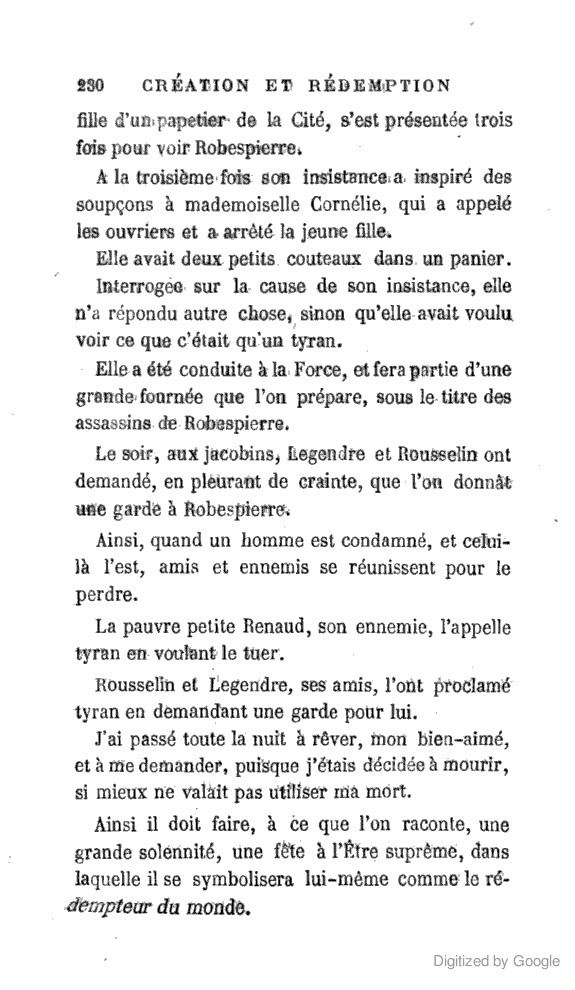 230 CRÉATION ET RÉDEMPTION
fille d'un papetier de la Cité, s'est présentée trois
fois pour voir Robespierre.
A la troisième fois son insistance a inspiré des
soupçons à mademoiselle Cornélie, qui a appelé
les ouvriers et a arrêté la jeune fille.
Elle avait deux petits couteaux dans un panier.
Interrogée sur la cause de son insistance, elle
n'a répondu autre chose, sinon qu'elle avait voulu
voir ce que c'était qu'un tyran.
Elle a été conduite à la Force, et fera partie d'une
grande fournée que l'on prépare, sous le titre des
assassins de Robespierre.
Le soir, aux jacobins, Legendre et Rousselin ont
demandé, en pleurant de crainte, que l'on donnât
une garde à Robespierre.
Ainsi, quand un homme est condamné, et celui-
là l'est, amis et ennemis se réunissent pour le
perdre.
La pauvre petite Renaud, son ennemie, l'appelle
tyran en voulant le tuer.
Rousselin et Legendre, ses amis, l'ont proclamé
tyran en demandant une garde pour lui.
J'ai passé toute la nuit à rêver, mon bien-aimé,
et à me demander, puisque j'étais décidée à mourir,
si mieux ne valait pas utiliser ma mort.
Ainsi il doit faire, à ce que l'on raconte, une
grande solennité, une fête à l'Être suprême, dans
laquelle il se symbolisera lui-même comme le ré-
dempteur du monde.
Digitized by Google